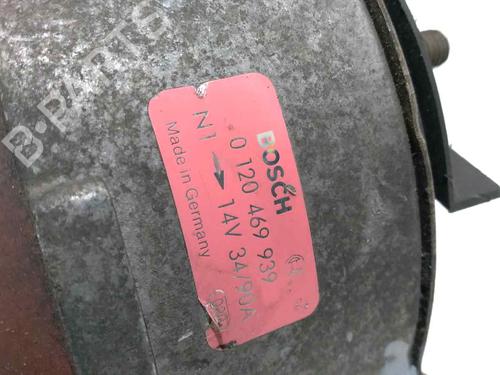 BOSCH
0 120 469 939
N1 → 14V 34/90A
Made in Germany
B-PARTS